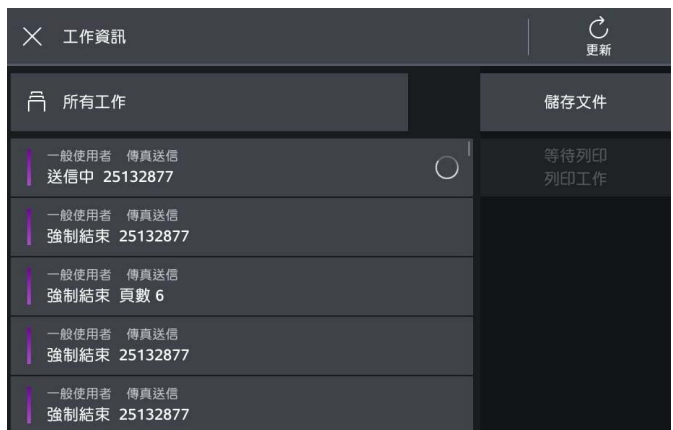 工作資訊
更新
所有工作
儲存文件
一般使用者 傳真送信
送信中 25132877
等待列印
列印工作
一般使用者 傳真送信
強制結束 25132877
一般使用者 傳真送信
強制結束 頁數 6
一般使用者 傳真送信
強制結束 25132877
一般使用者 傳真送信
強制結束 25132877